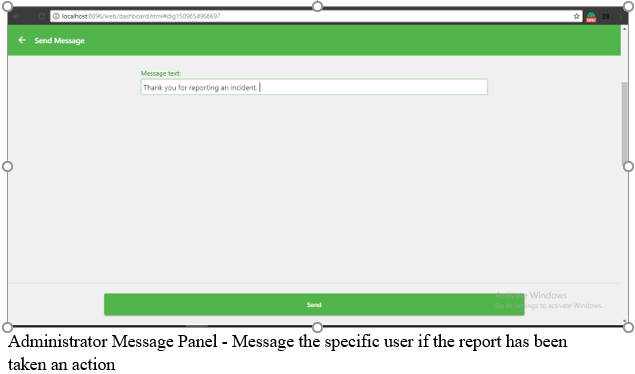 localhost:8096/web/dashboard.html#dlg1509854968697
Send Message
Message text:
Thank you for reporting an incident.
Send
Activate Windows
Go to Settings to activate Windows.
Administrator Message Panel - Message the specific user if the report has been
taken an action